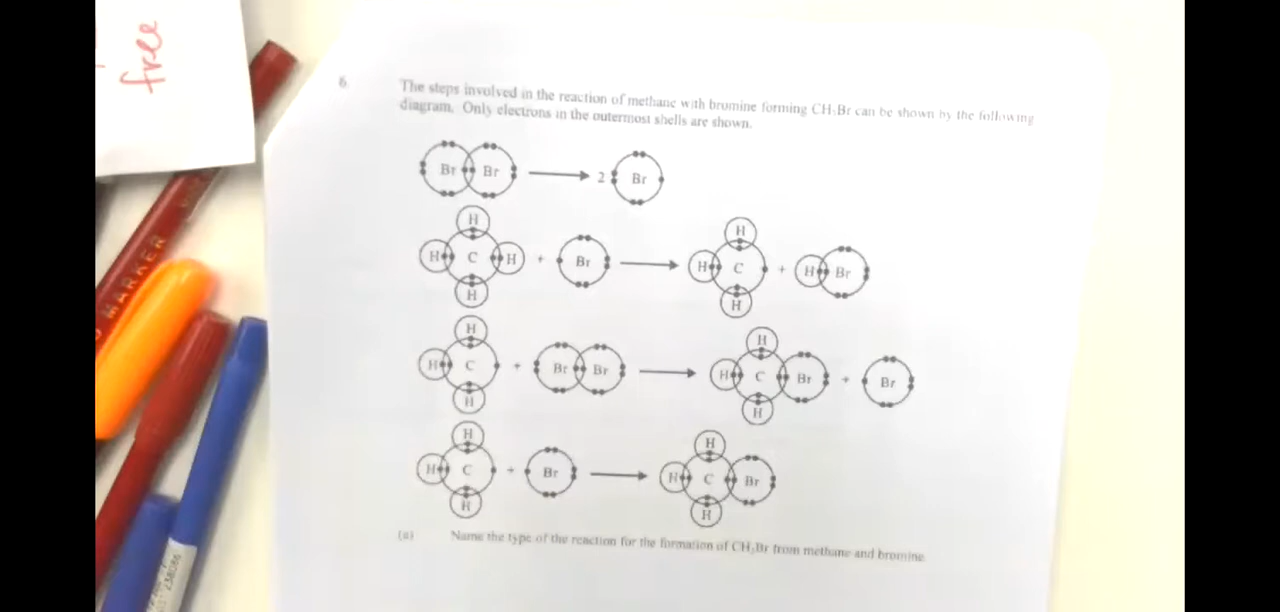 free
MARKER
6
The steps involved in the reaction of methane with bromine forming CH₃Br can be shown by the following
diagram. Only electrons in the outermost shells are shown.
Br Br 2 Br
H
H C H + Br H C + H Br
H H
H
H
H C + Br Br H C Br + Br
H
H
H
H
H C + Br H C Br
H
H
(a) Name the type of the reaction for the formation of CH₃Br from methane and bromine
238086